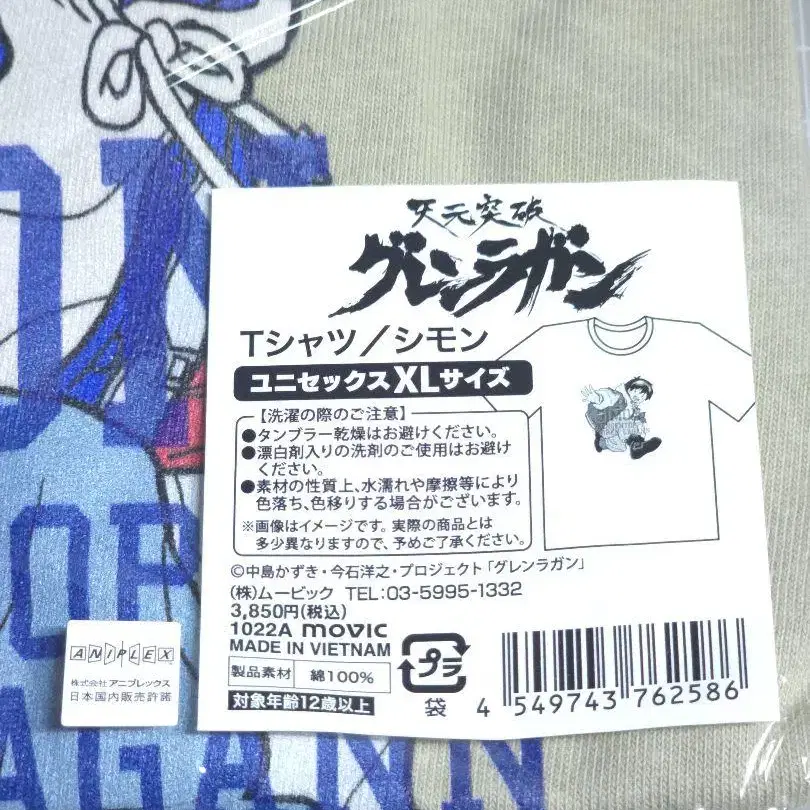 ON
OP
AGANN
天元突破
グレンラガン
Tシャツ/シモン
ユニセックスXLサイズ
【洗濯の際のご注意】
●タンブラー乾燥はお避けください。
●漂白剤入りの洗剤のご使用はお避け
ください。
●素材の性質上、水濡れや摩擦等により
色落ち、色移りする場合がございます。
※画像はイメージです。実際の商品とは
多少異なりますので、予めご了承ください。
©中島かずき・今石洋之・プロジェクト「グレンラガン」
(株)ムービック TEL:03-5995-1332
3,850円(税込)
1022A movic
MADE IN VIETNAM
製品素材 綿100%
対象年齢12歳以上
プラ
袋
4 549743 762586
ANIPLEX
株式会社 アニプレックス
日本国内販売許諾